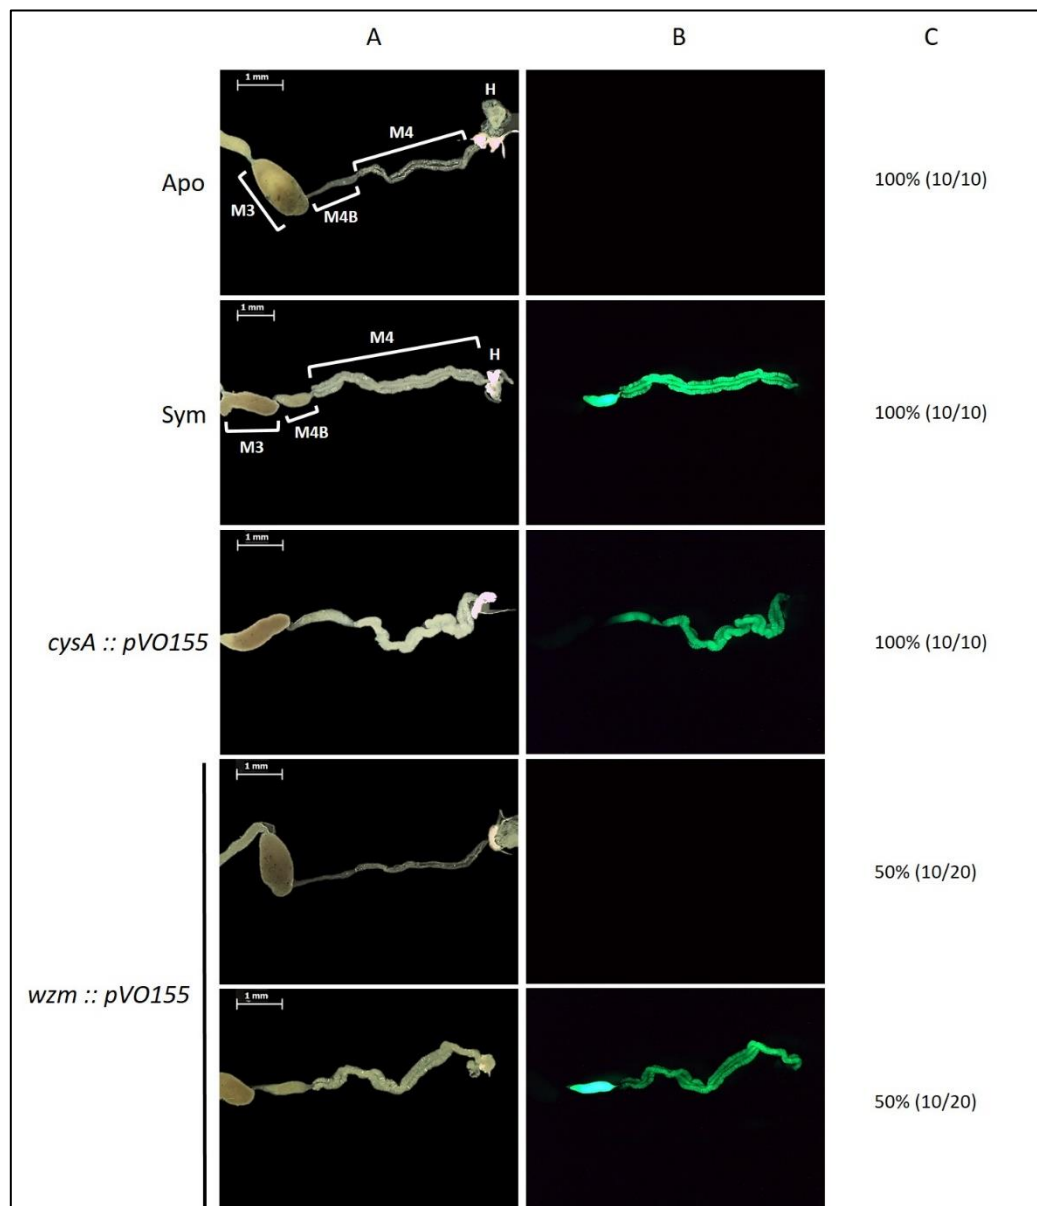 A B C
1 mm
H
M4
Apo
M3
M4B
100% (10/10)
1 mm
M4
H
Sym
M3
M4B
100% (10/10)
1 mm
cysA :: pVO155
100% (10/10)
1 mm
50% (10/20)
wzm :: pVO155
1 mm
50% (10/20)